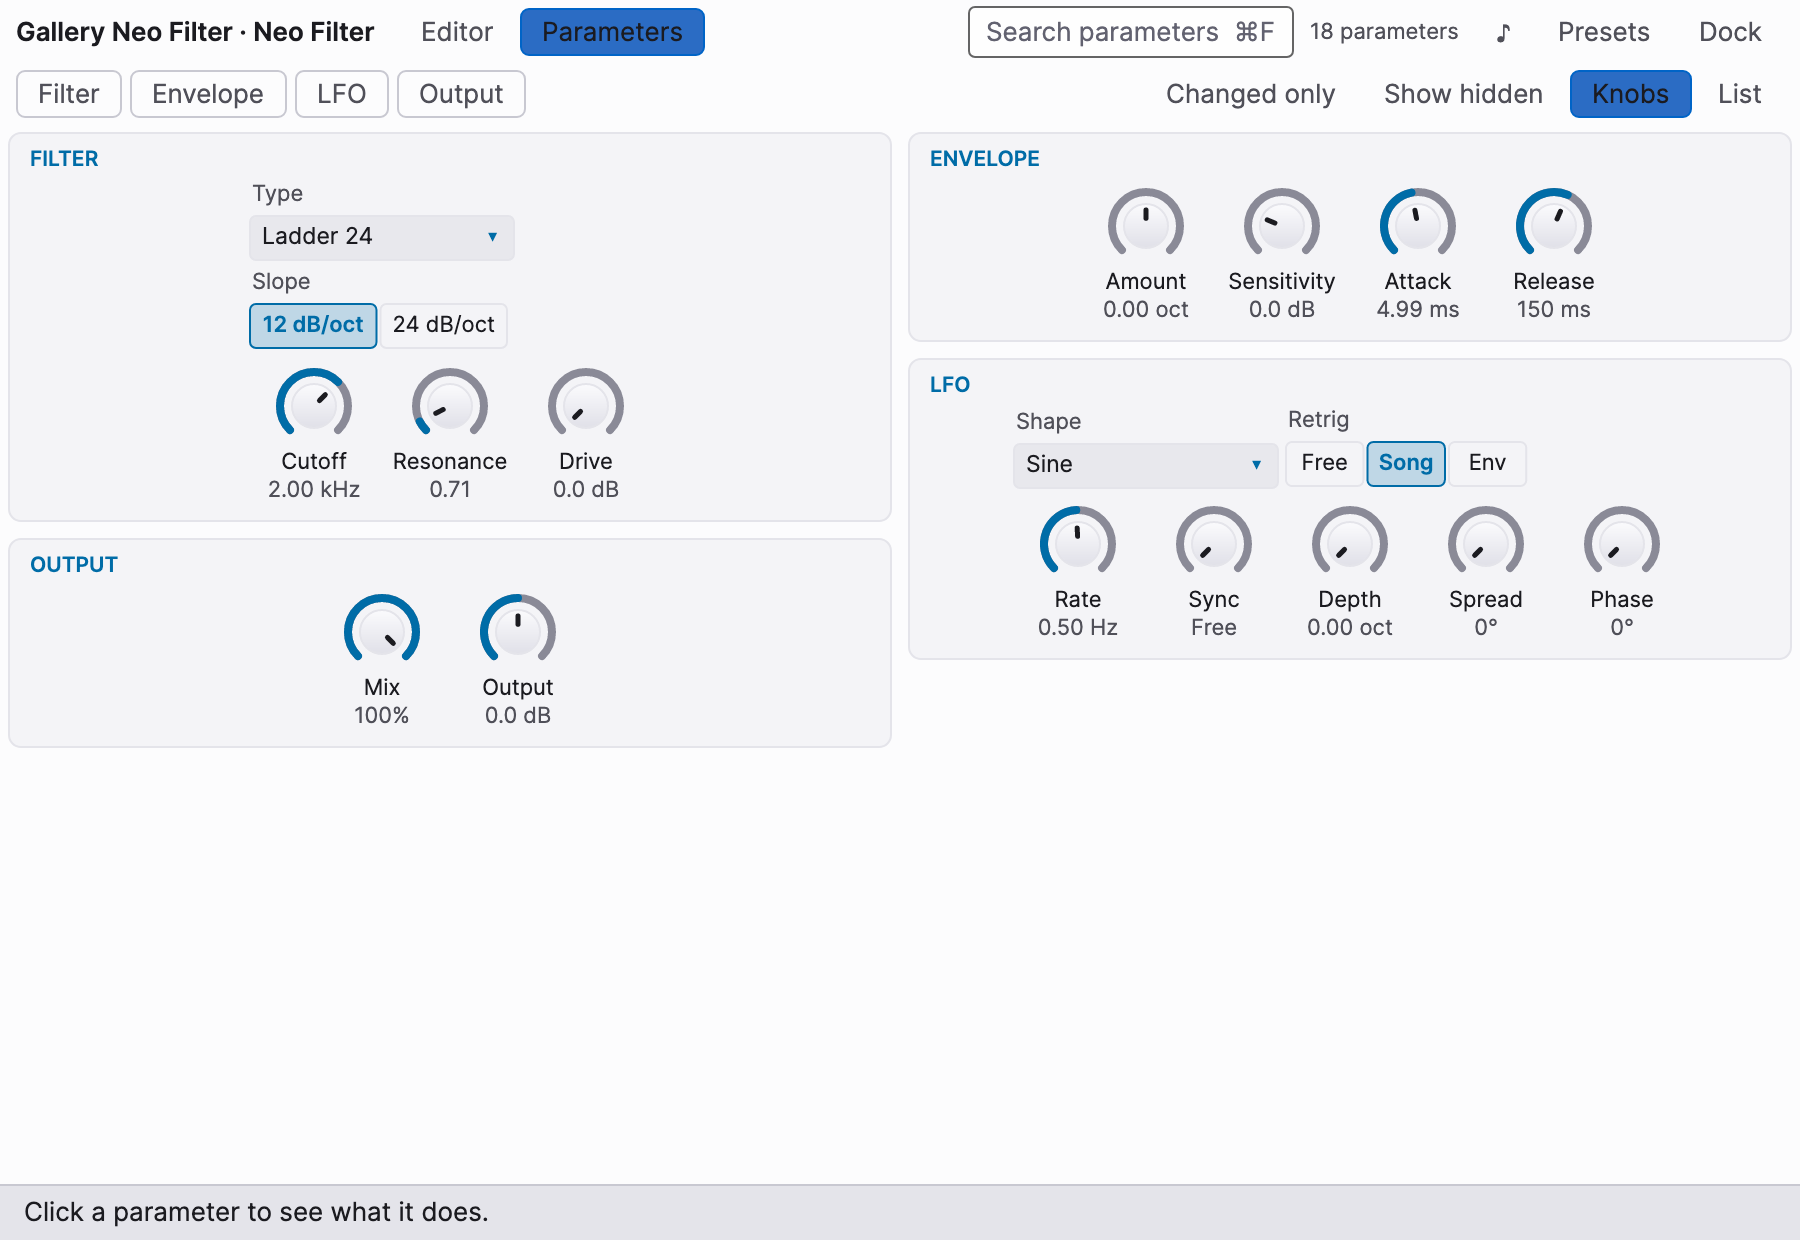 Gallery Neo Filter · Neo Filter Editor Parameters Search parameters ⌘F 18 parameters ♪ Presets Dock
Filter Envelope LFO Output Changed only Show hidden Knobs List
FILTER
Type
Ladder 24
Slope
12 dB/oct 24 dB/oct
Cutoff Resonance Drive
2.00 kHz 0.71 0.0 dB
OUTPUT
Mix Output
100% 0.0 dB
ENVELOPE
Amount Sensitivity Attack Release
0.00 oct 0.0 dB 4.99 ms 150 ms
LFO
Shape Retrig
Sine Free Song Env
Rate Sync Depth Spread Phase
0.50 Hz Free 0.00 oct 0° 0°
Click a parameter to see what it does.